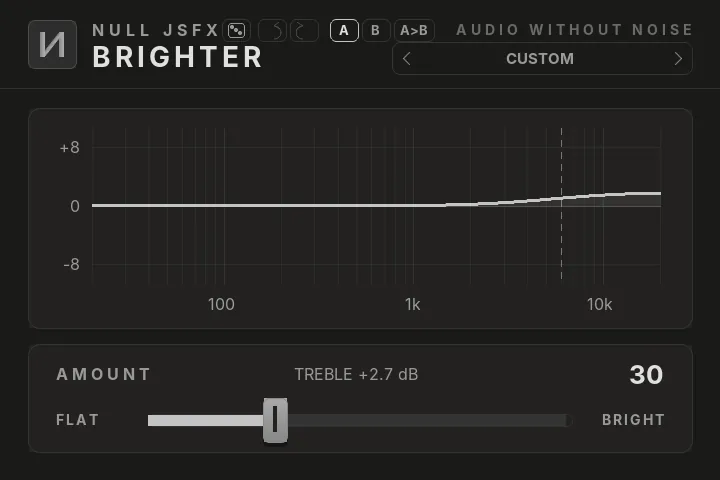 NULL JSFX A B A>B AUDIO WITHOUT NOISE
BRIGHTER CUSTOM
+8
0
-8
100 1k 10k
AMOUNT TREBLE +2.7 dB 30
FLAT BRIGHT